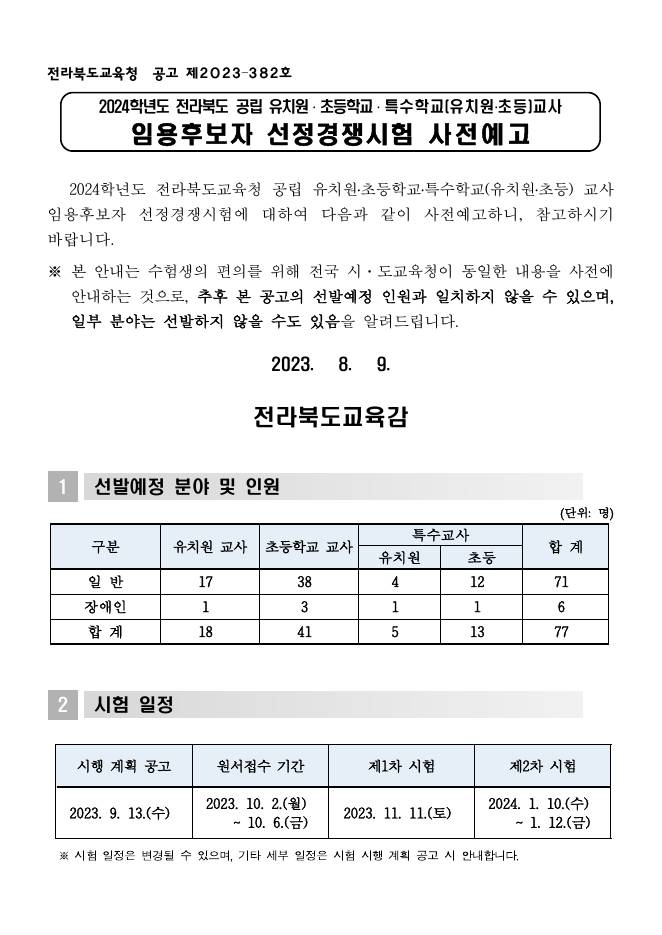 전라북도교육청 공고 제2023-382호
2024학년도 전라북도 공립 유치원·초등학교·특수학교(유치원·초등)교사
임용후보자 선정경쟁시험 사전예고
2024학년도 전라북도교육청 공립 유치원·초등학교·특수학교(유치원·초등) 교사
임용후보자 선정경쟁시험에 대하여 다음과 같이 사전예고하니, 참고하시기
바랍니다.
※ 본 안내는 수험생의 편의를 위해 전국 시·도교육청이 동일한 내용을 사전에
안내하는 것으로, 추후 본 공고의 선발예정 인원과 일치하지 않을 수 있으며,
일부 분야는 선발하지 않을 수도 있음을 알려드립니다.
2023. 8. 9.
전라북도교육감
1 선발예정 분야 및 인원
(단위: 명)
구분 유치원 교사 초등학교 교사 특수교사 합 계
유치원 초등
일 반 17 38 4 12 71
장애인 1 3 1 1 6
합 계 18 41 5 13 77
2 시험 일정
시행 계획 공고 원서접수 기간 제1차 시험 제2차 시험
2023. 9. 13.(수) 2023. 10. 2.(월) 2023. 11. 11.(토) 2024. 1. 10.(수)
~ 10. 6.(금) ~ 1. 12.(금)
※ 시험 일정은 변경될 수 있으며, 기타 세부 일정은 시험 시행 계획 공고 시 안내합니다.